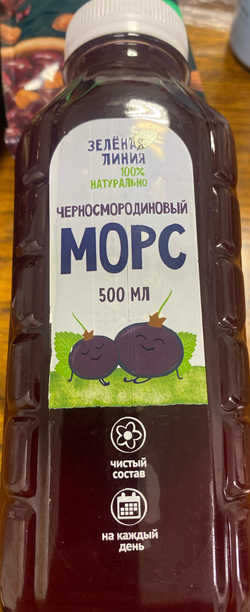 ЗЕЛЁНАЯ
ЛИНИЯ
100%
НАТУРАЛЬНО
ЧЕРНОСМОРОДИНОВЫЙ
МОРС
500 МЛ
чистый
состав
на каждый
день